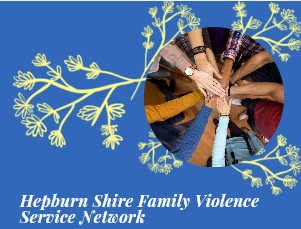 Hepburn Shire Family Violence
Service Network